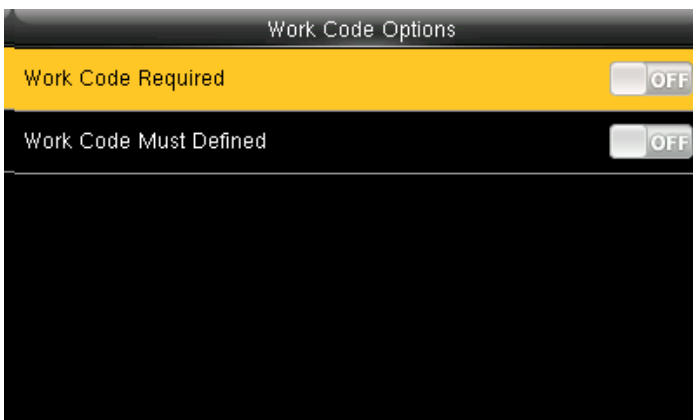 Work Code Options
Work Code Required OFF
Work Code Must Defined OFF